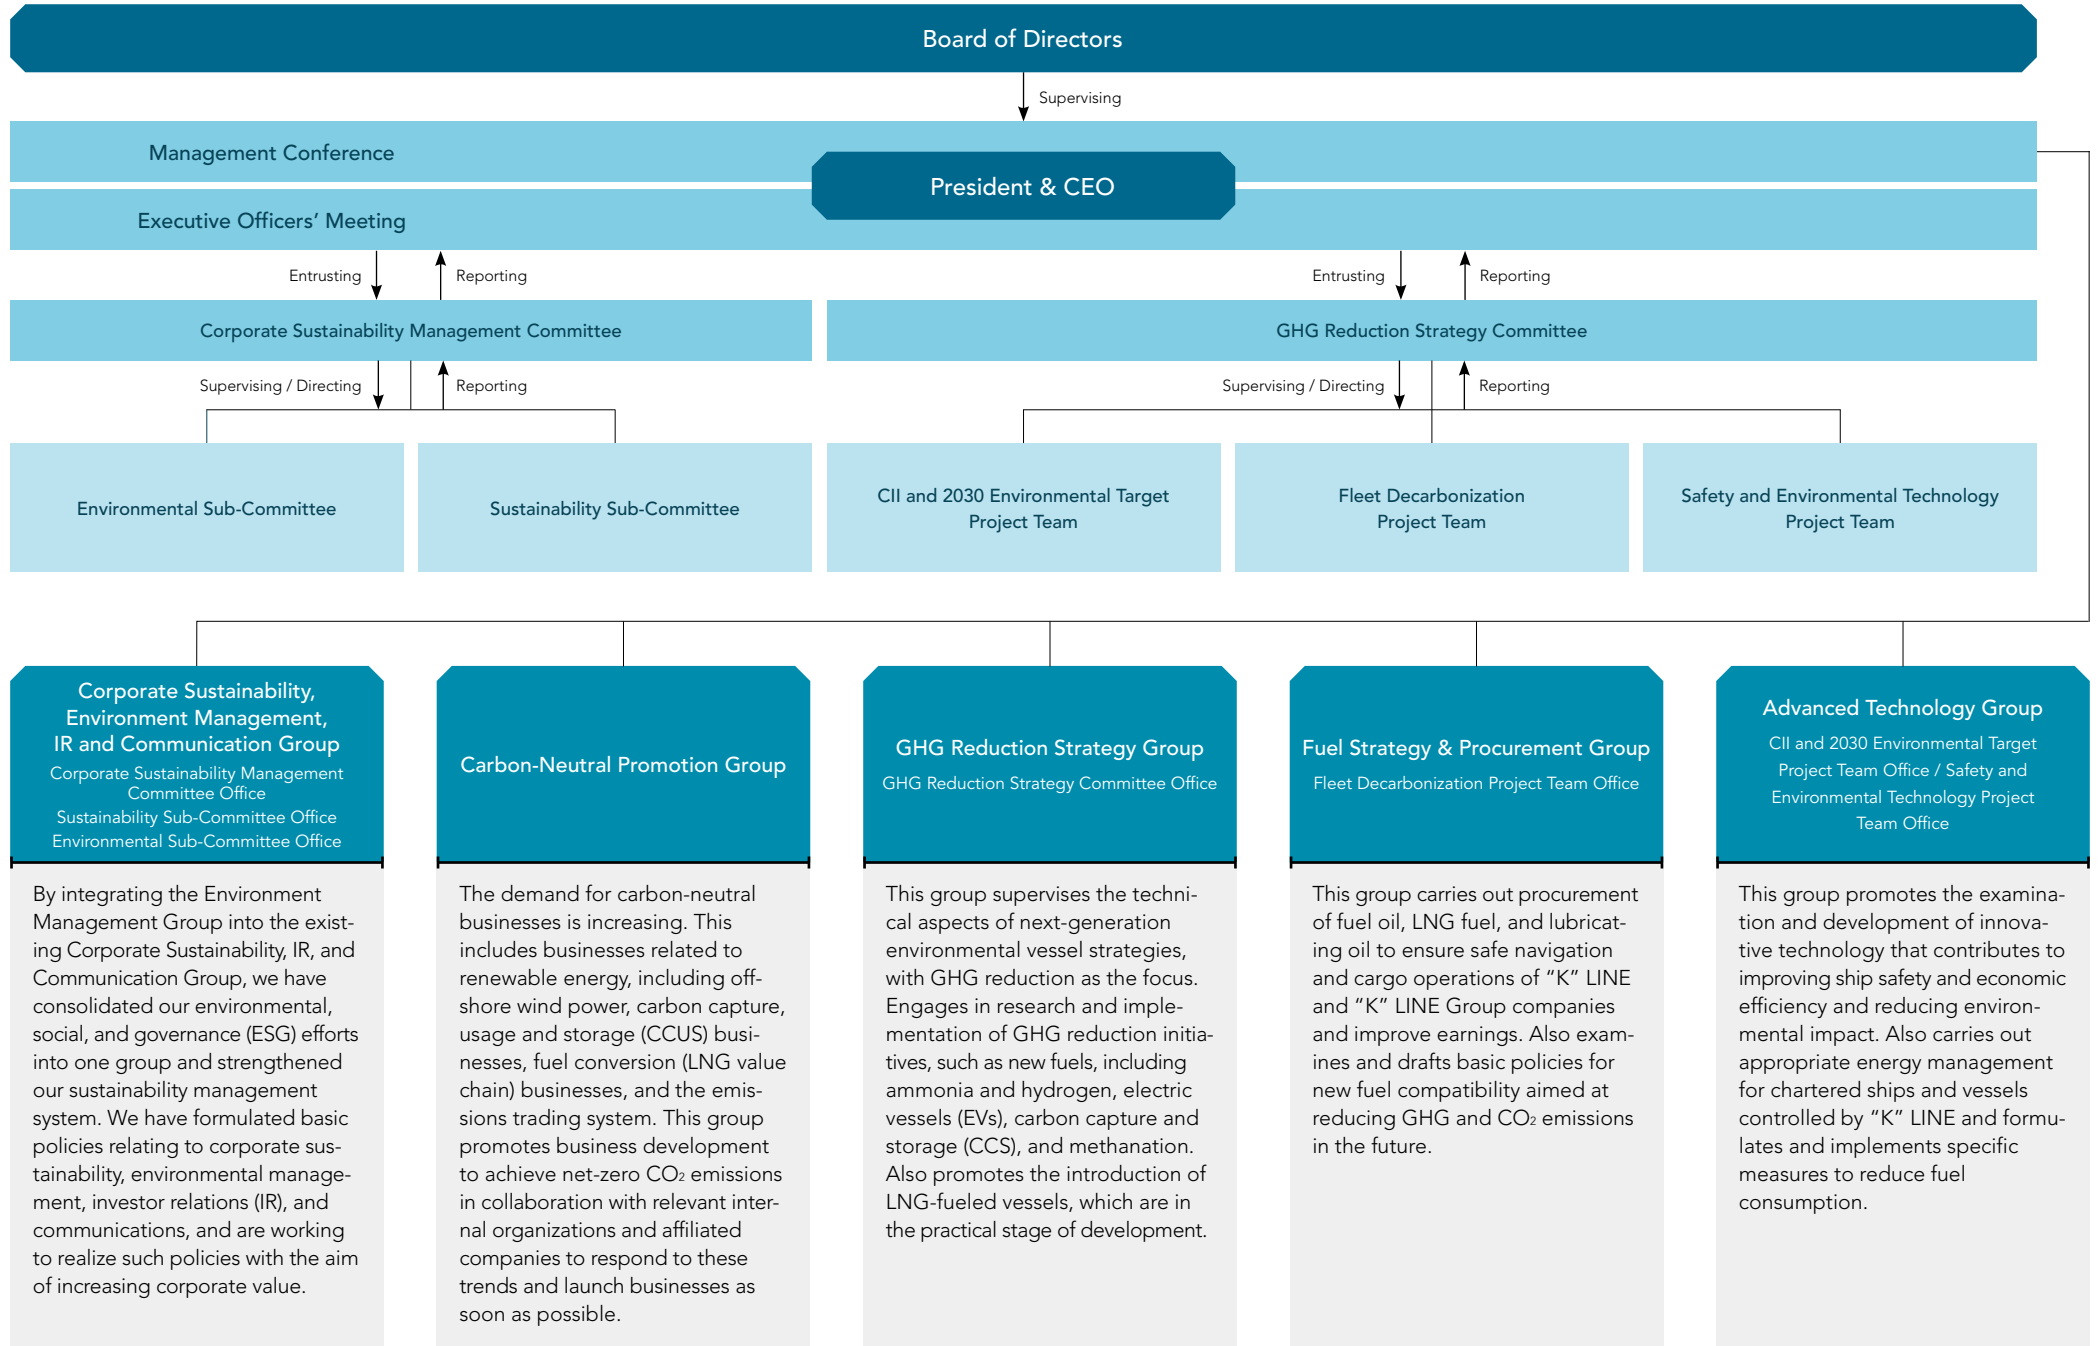 Board of Directors
Supervising
Management Conference
President & CEO
Executive Officers’ Meeting
Entrusting
Reporting
Entrusting
Reporting
Corporate Sustainability Management Committee
GHG Reduction Strategy Committee
Supervising / Directing
Reporting
Supervising / Directing
Reporting
Environmental Sub-Committee
Sustainability Sub-Committee
CII and 2030 Environmental Target
Project Team
Fleet Decarbonization
Project Team
Safety and Environmental Technology
Project Team
Corporate Sustainability,
Environment Management,
IR and Communication Group
Corporate Sustainability Management
Committee Office
Sustainability Sub-Committee Office
Environmental Sub-Committee Office
By integrating the Environment
Management Group into the exist-
ing Corporate Sustainability, IR, and
Communication Group, we have
consolidated our environmental,
social, and governance (ESG) efforts
into one group and strengthened
our sustainability management
system. We have formulated basic
policies relating to corporate sus-
tainability, environmental manage-
ment, investor relations (IR), and
communications, and are working
to realize such policies with the aim
of increasing corporate value.
Carbon-Neutral Promotion Group
The demand for carbon-neutral
businesses is increasing. This
includes businesses related to
renewable energy, including off-
shore wind power, carbon capture,
usage and storage (CCUS) busi-
nesses, fuel conversion (LNG value
chain) businesses, and the emis-
sions trading system. This group
promotes business development
to achieve net-zero CO2 emissions
in collaboration with relevant inter-
nal organizations and affiliated
companies to respond to these
trends and launch businesses as
soon as possible.
GHG Reduction Strategy Group
GHG Reduction Strategy Committee Office
This group supervises the techni-
cal aspects of next-generation
environmental vessel strategies,
with GHG reduction as the focus.
Engages in research and imple-
mentation of GHG reduction initia-
tives, such as new fuels, including
ammonia and hydrogen, electric
vessels (EVs), carbon capture and
storage (CCS), and methanation.
Also promotes the introduction of
LNG-fueled vessels, which are in
the practical stage of development.
Fuel Strategy & Procurement Group
Fleet Decarbonization Project Team Office
This group carries out procurement
of fuel oil, LNG fuel, and lubricat-
ing oil to ensure safe navigation
and cargo operations of “K” LINE
and “K” LINE Group companies
and improve earnings. Also exam-
ines and drafts basic policies for
new fuel compatibility aimed at
reducing GHG and CO2 emissions
in the future.
Advanced Technology Group
CII and 2030 Environmental Target
Project Team Office / Safety and
Environmental Technology Project
Team Office
This group promotes the examina-
tion and development of innova-
tive technology that contributes to
improving ship safety and economic
efficiency and reducing environ-
mental impact. Also carries out
appropriate energy management
for chartered ships and vessels
controlled by “K” LINE and formu-
lates and implements specific
measures to reduce fuel
consumption.